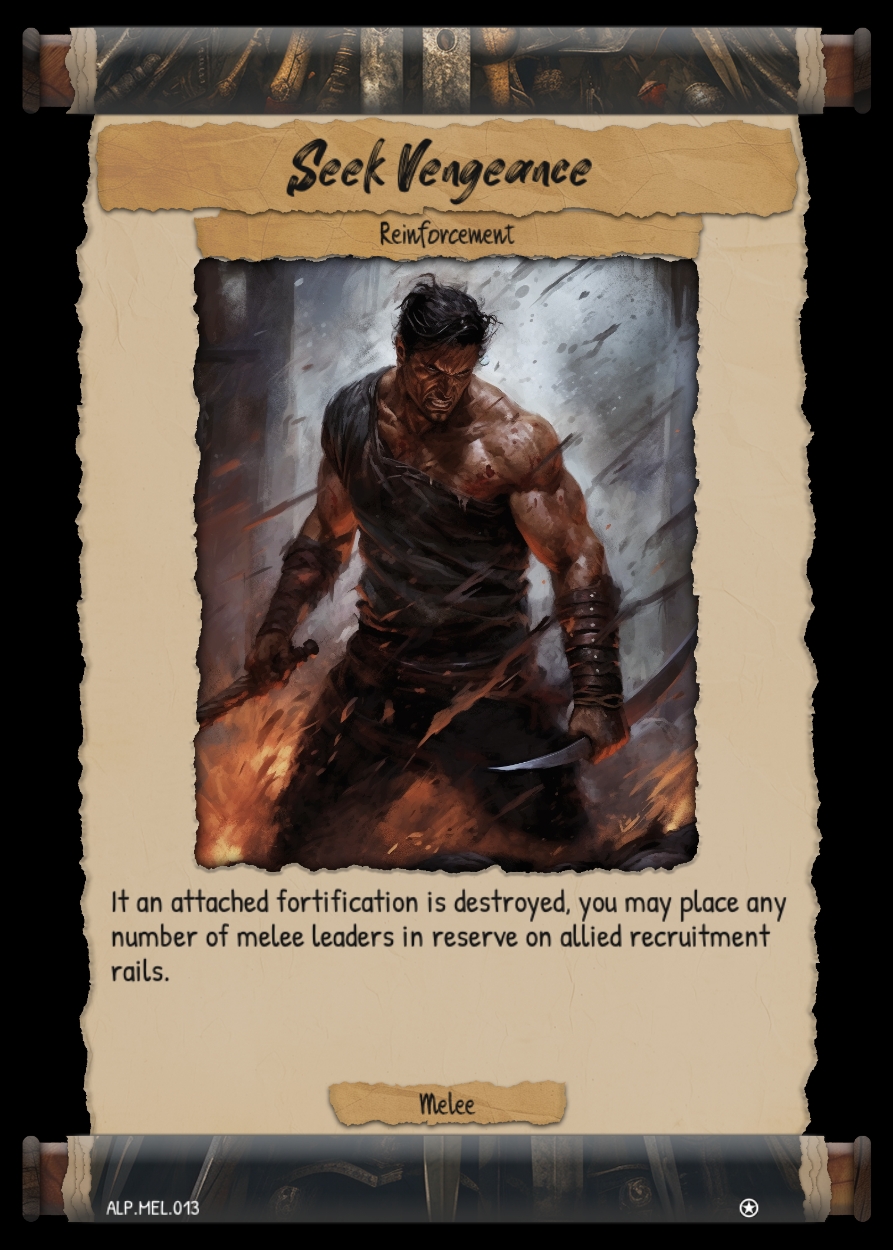 Seek Vengeance
Reinforcement
It an attached fortification is destroyed, you may place any
number of melee leaders in reserve on allied recruitment
rails.
Melee
ALP.MEL.013